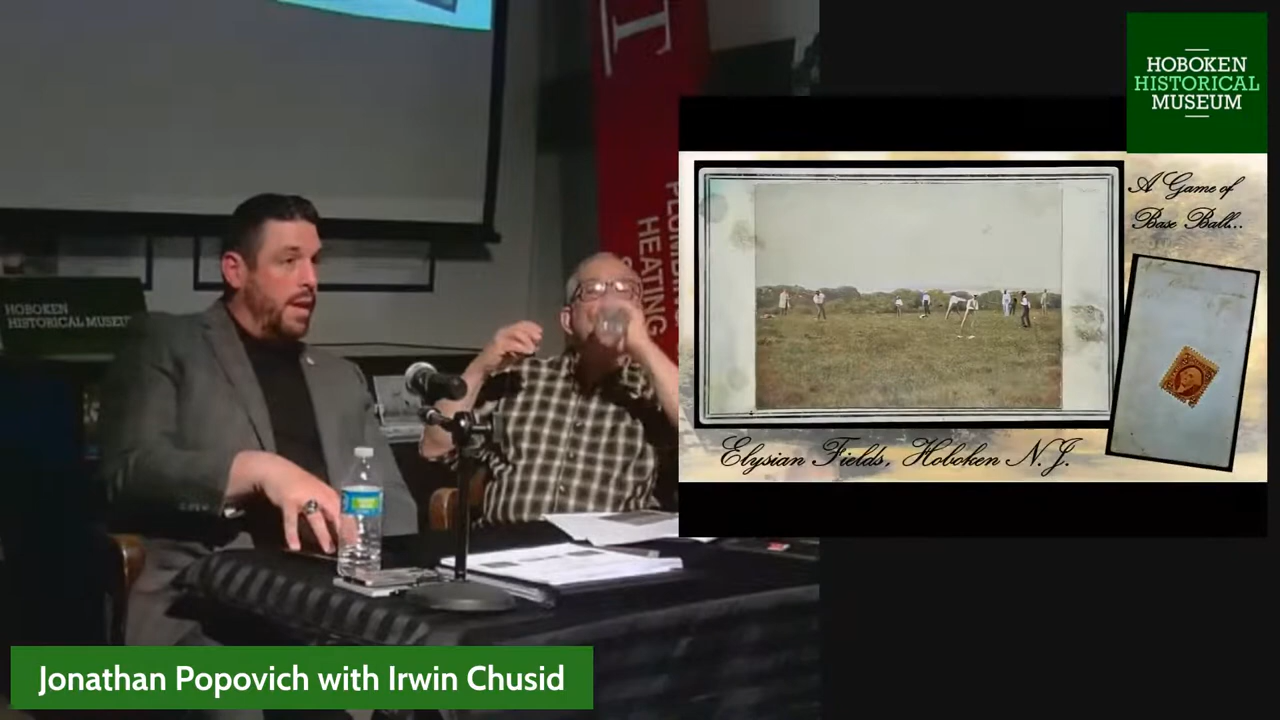 HOBOKEN
HISTORICAL
MUSEUM
T
PLUMBING
HEATING
HOBOKEN
HISTORICAL MUSEUM
A Game of
Base Ball...
Elysian Fields, Hoboken N.J.
Jonathan Popovich with Irwin Chusid